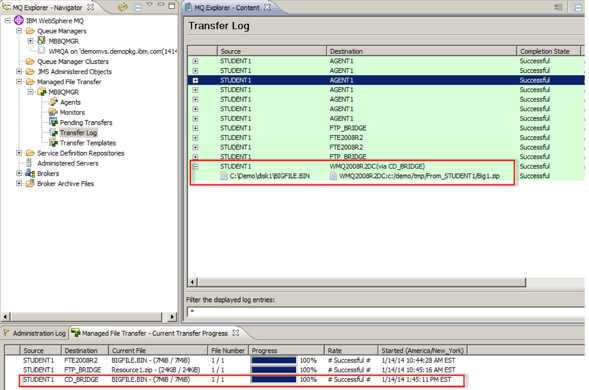 MQ Explorer - Navigator
IBM WebSphere MQ
Queue Managers
MB8QMGR
WMQA on 'demomvs.demopkg.ibm.com(1414
Queue Manager Clusters
JMS Administered Objects
Managed File Transfer
MB8QMGR
Agents
Monitors
Pending Transfers
Transfer Log
Transfer Templates
Service Definition Repositories
Administered Servers
Brokers
Broker Archive Files
MQ Explorer - Content
Transfer Log
Source Destination Completion State
STUDENT1 AGENT1 Successful
STUDENT1 AGENT1 Successful
STUDENT1 AGENT1 Successful
STUDENT1 AGENT1 Successful
STUDENT1 AGENT1 Successful
STUDENT1 AGENT1 Successful
STUDENT1 AGENT1 Successful
STUDENT1 FTP_BRIDGE Successful
STUDENT1 FTE2008R2 Successful
STUDENT1 FTE2008R2 Successful
STUDENT1 FTP_BRIDGE Successful
STUDENT1 WMQ2008R2DC(via CD_BRIDGE) Successful
C:\Demo\disk1\BIGFILE.BIN WMQ2008R2DC:c:/demo/tmp/From_STUDENT1/Big1.zip Successful
Filter the displayed log entries:
*
Administration Log Managed File Transfer - Current Transfer Progress
Source Destination Current File File Number Progress Rate Started (America/New_York)
STUDENT1 FTE2008R2 BIGFILE.BIN - (7MB / 7MB) 1 / 1 100% # Successful # 1/14/14 10:44:28 AM EST
STUDENT1 FTP_BRIDGE Resource1.zip - (24KB / 24KB) 1 / 1 100% # Successful # 1/14/14 10:45:16 AM EST
STUDENT1 CD_BRIDGE BIGFILE.BIN - (7MB / 7MB) 1 / 1 100% # Successful # 1/14/14 1:45:11 PM EST